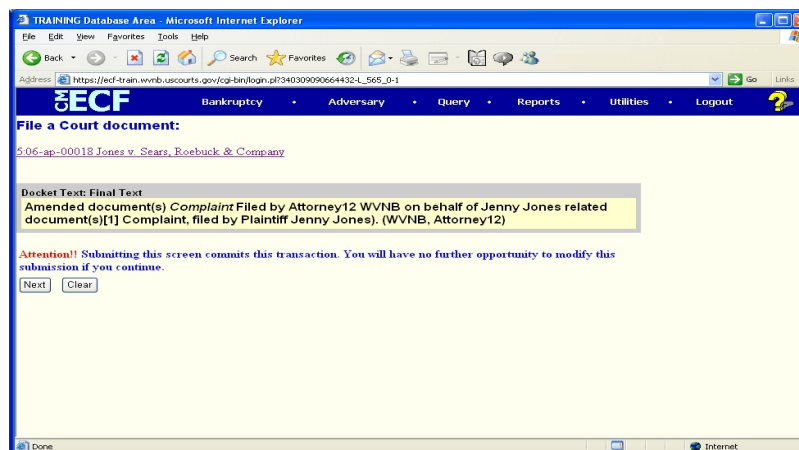 TRAINING Database Area - Microsoft Internet Explorer
File Edit View Favorites Tools Help
Back Search Favorites
Address https://ecf-train.wvnb.uscourts.gov/cgi-bin/login.pl?340309090664432-L_565_0-1 Go Links
CM ECF Bankruptcy • Adversary • Query • Reports • Utilities • Logout ?
File a Court document:
5:06-ap-00018 Jones v. Sears, Roebuck & Company
Docket Text: Final Text
Amended document(s) Complaint Filed by Attorney12 WVNB on behalf of Jenny Jones related
document(s)[1] Complaint, filed by Plaintiff Jenny Jones). (WVNB, Attorney12)
Attention!! Submitting this screen commits this transaction. You will have no further opportunity to modify this
submission if you continue.
Next Clear
Done Internet